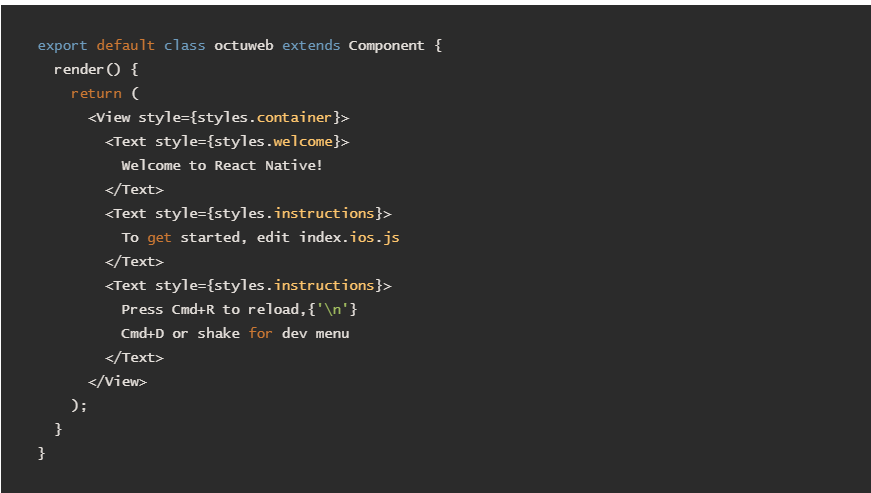 export default class octuweb extends Component {
  render() {
    return (
      <View style={styles.container}>
        <Text style={styles.welcome}>
          Welcome to React Native!
        </Text>
        <Text style={styles.instructions}>
          To get started, edit index.ios.js
        </Text>
        <Text style={styles.instructions}>
          Press Cmd+R to reload,{'\n'}
          Cmd+D or shake for dev menu
        </Text>
      </View>
    );
  }
}